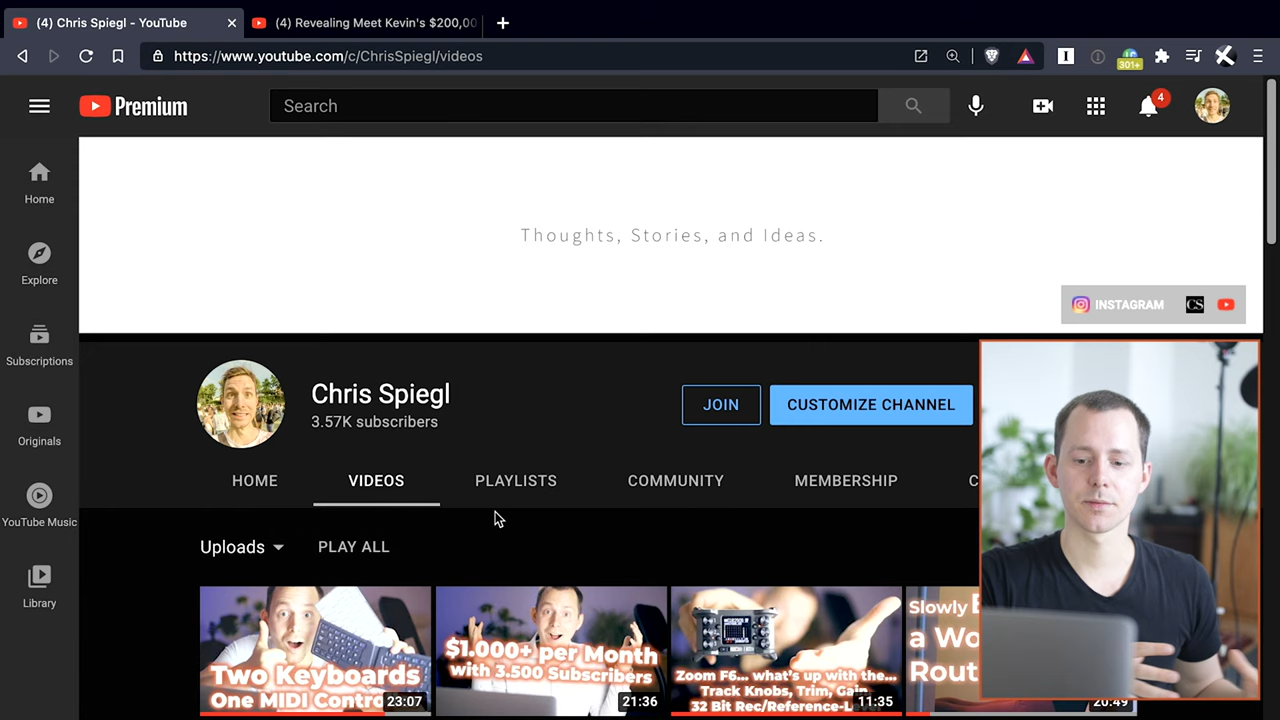 (4) Chris Spiegl - YouTube
(4) Revealing Meet Kevin's $200,00
https://www.youtube.com/c/ChrisSpiegl/videos
301+
Premium
Search
4
Home
Explore
Subscriptions
Originals
YouTube Music
Library
Thoughts, Stories, and Ideas.
INSTAGRAM
CS
Chris Spiegl
3.57K subscribers
JOIN
CUSTOMIZE CHANNEL
HOME
VIDEOS
PLAYLISTS
COMMUNITY
MEMBERSHIP
C
Uploads
PLAY ALL
Two Keyboards
One MIDI Contro
23:07
$1.000+ per Month
with 3.500 Subscribers
21:36
Zoom F6... what's up with the...
Track Knobs, Trim, Gain
32 Bit Rec/Reference-L
11:35
Slowly
a Wo
Rout
20:49